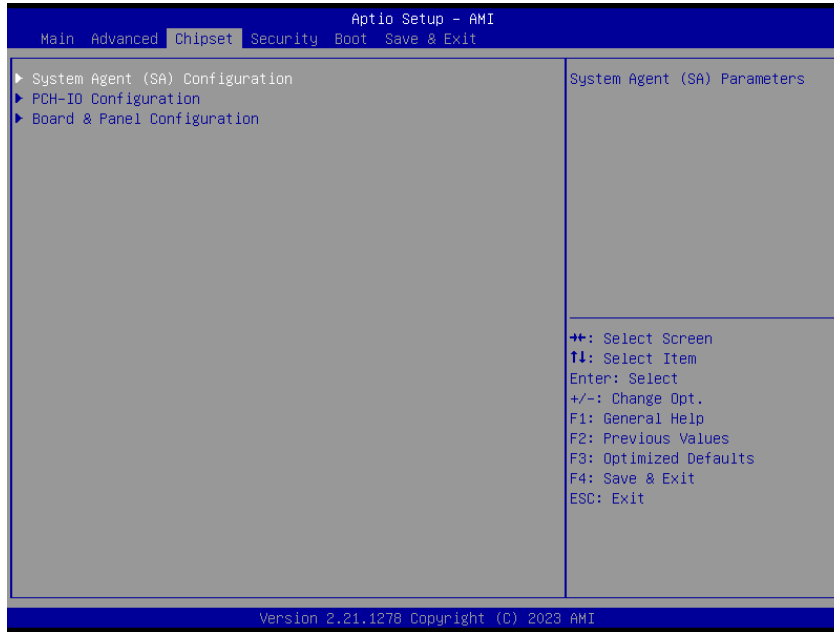 Aptio Setup – AMI
Main Advanced Chipset Security Boot Save & Exit
▶ System Agent (SA) Configuration
▶ PCH-IO Configuration
▶ Board & Panel Configuration
System Agent (SA) Parameters
→←: Select Screen
↑↓: Select Item
Enter: Select
+/-: Change Opt.
F1: General Help
F2: Previous Values
F3: Optimized Defaults
F4: Save & Exit
ESC: Exit
Version 2.21.1278 Copyright (C) 2023 AMI